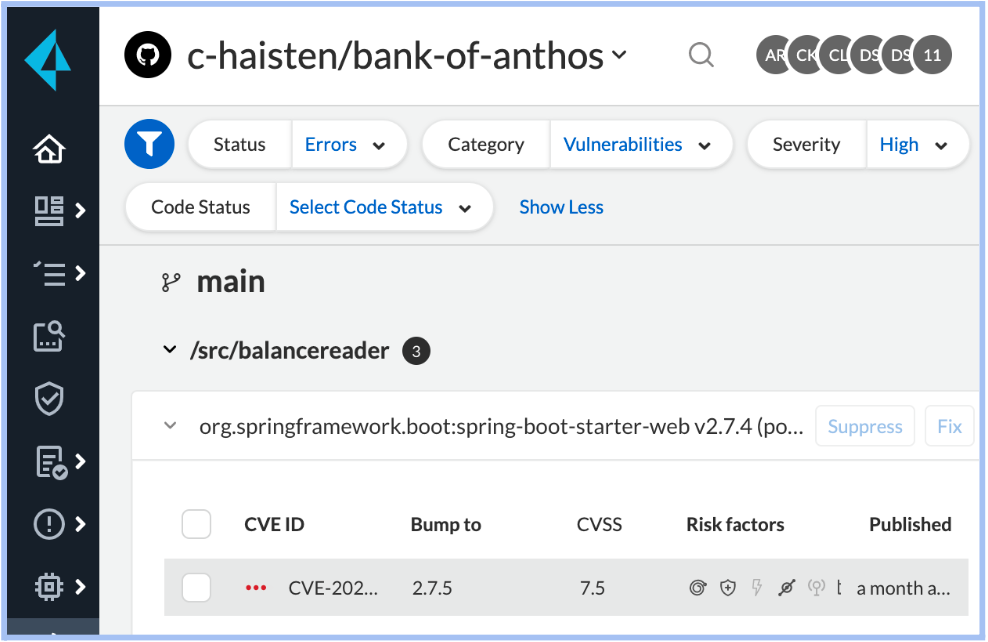 c-haisten/bank-of-anthos AR CK CL DS DS 11
Status Errors Category Vulnerabilities Severity High
Code Status Select Code Status Show Less
main
/src/balancereader 3
org.springframework.boot:spring-boot-starter-web v2.7.4 (po... Suppress Fix
CVE ID Bump to CVSS Risk factors Published
CVE-202... 2.7.5 7.5 t a month a...